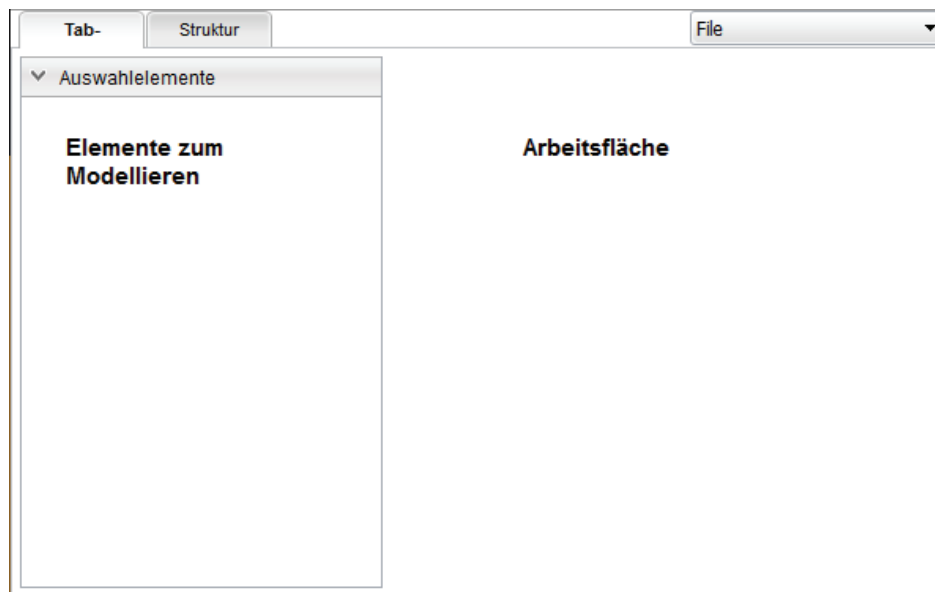 Tab-
Struktur
File
Auswahlelemente
Elemente zum
Modellieren
Arbeitsfläche